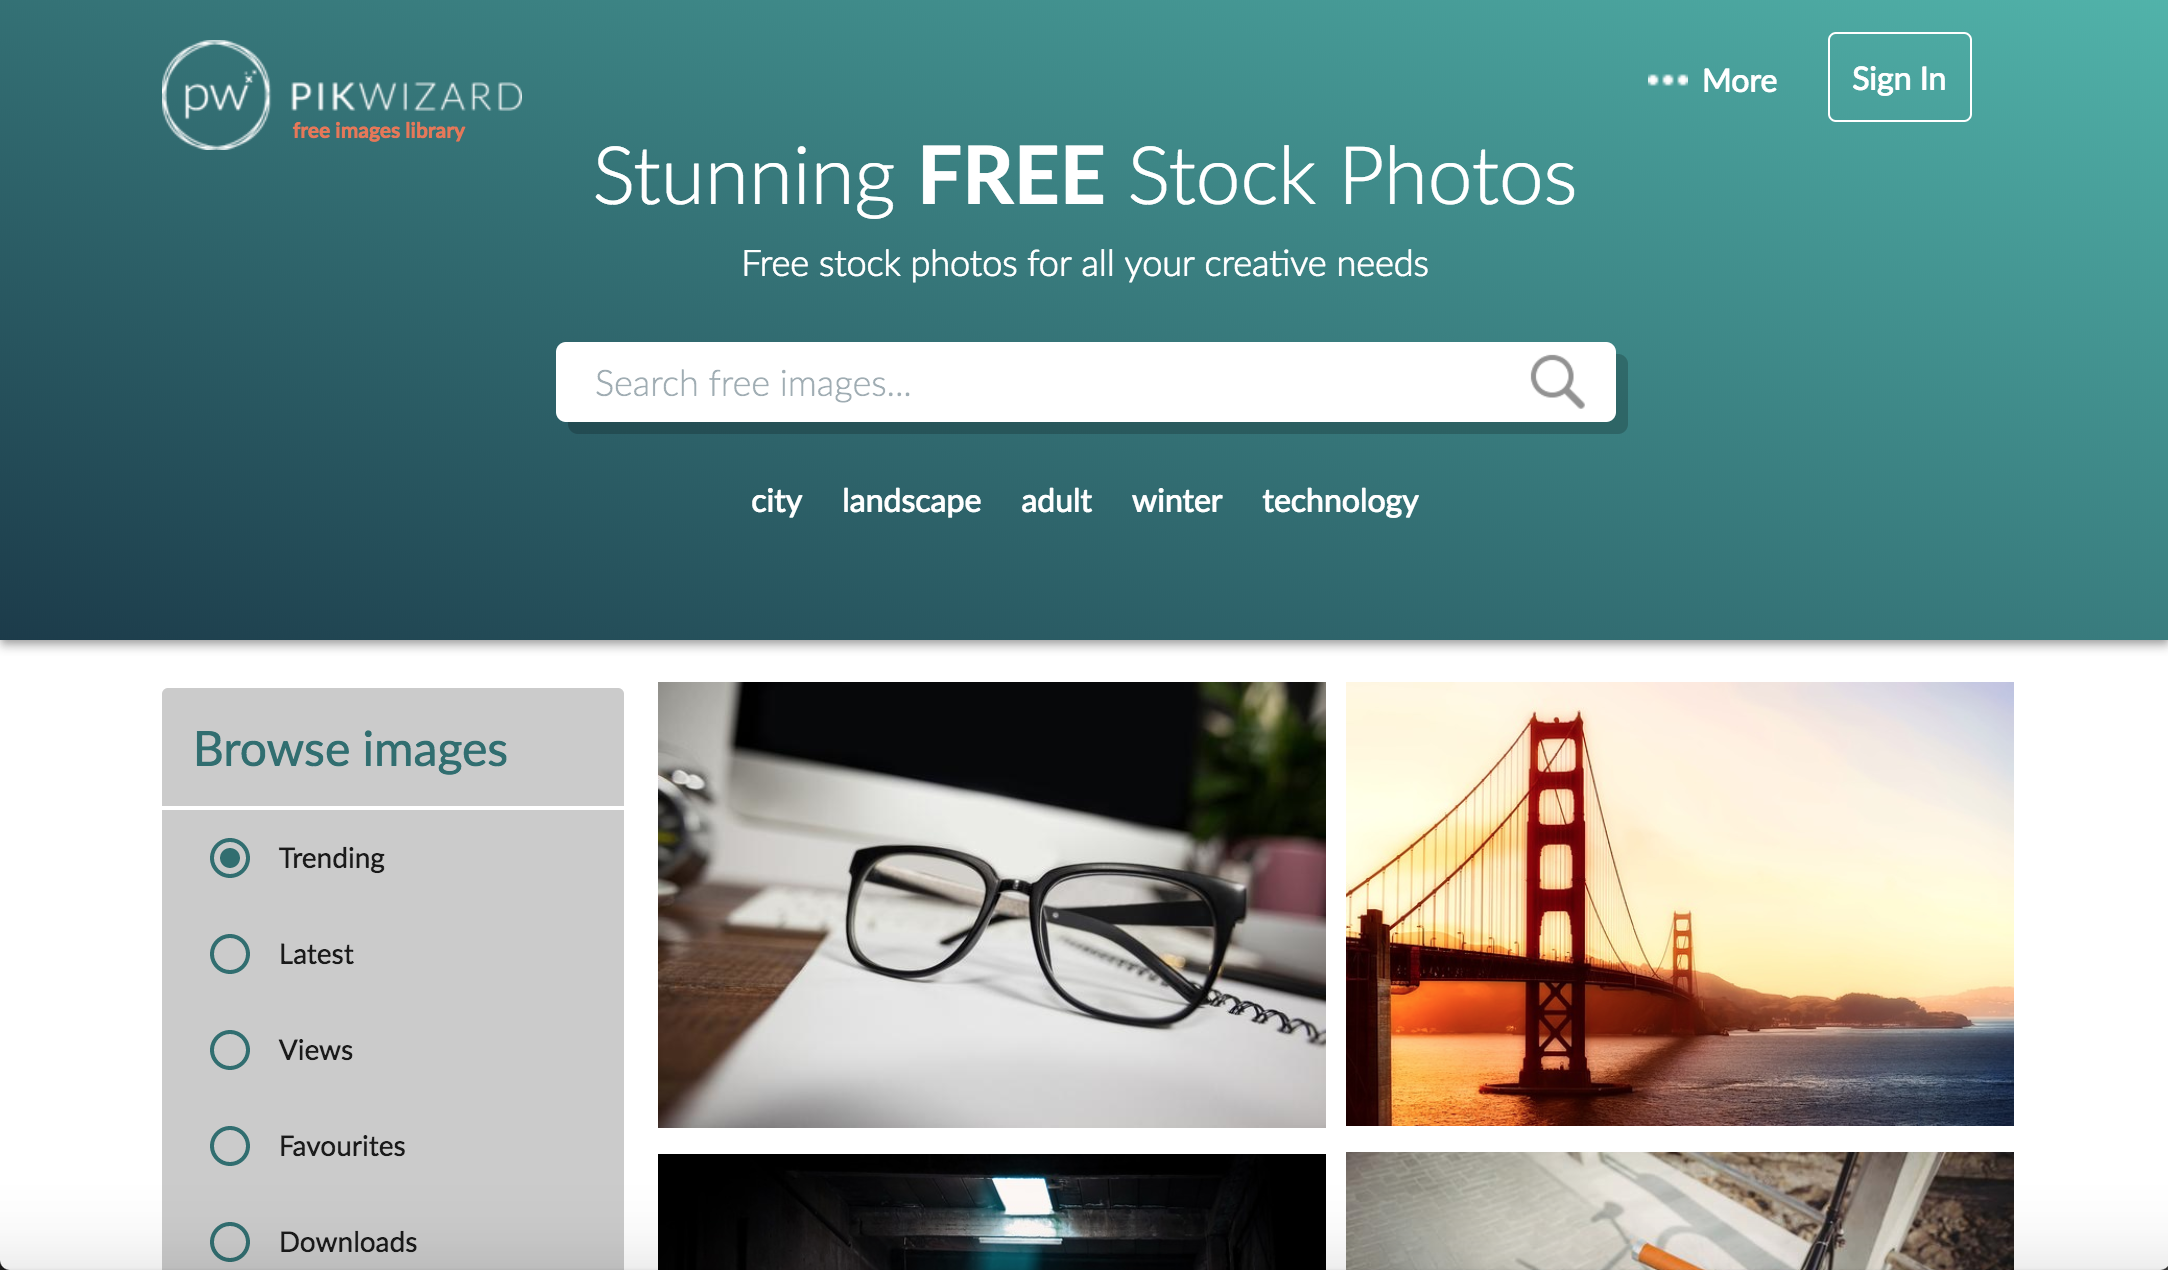 pw PIKWIZARD
free images library
••• More
Sign In
Stunning FREE Stock Photos
Free stock photos for all your creative needs
Search free images...
city landscape adult winter technology
Browse images
Trending
Latest
Views
Favourites
Downloads